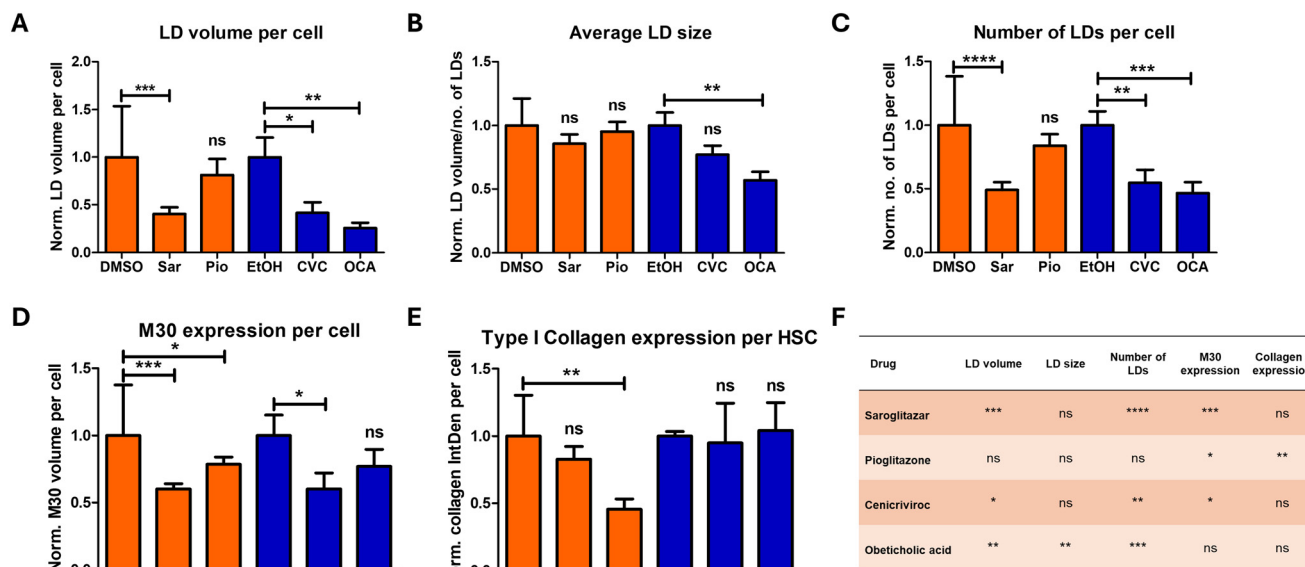 A
LD volume per cell
Norm. LD volume per cell
2.0
1.5
1.0
0.5
0.0
***
ns
**
*
DMSO Sar Pio EtOH CVC OCA
B
Average LD size
Norm. LD volume/no. of LDs
1.5
1.0
0.5
0.0
ns
ns
**
ns
DMSO Sar Pio EtOH CVC OCA
C
Number of LDs per cell
Norm. no. of LDs per cell
1.5
1.0
0.5
0.0
****
ns
***
**
DMSO Sar Pio EtOH CVC OCA
D
M30 expression per cell
Norm. M30 volume per cell
1.5
1.0
0.5
*
***
*
ns
E
Type I Collagen expression per HSC
rm. collagen IntDen per cell
1.5
1.0
0.5
**
ns
ns
ns
F
Drug LD volume LD size Number of LDs M30 expression Collagen expression
Saroglitazar *** ns **** *** ns
Pioglitazone ns ns ns * **
Cenicriviroc * ns ** * ns
Obeticholic acid ** ** *** ns ns